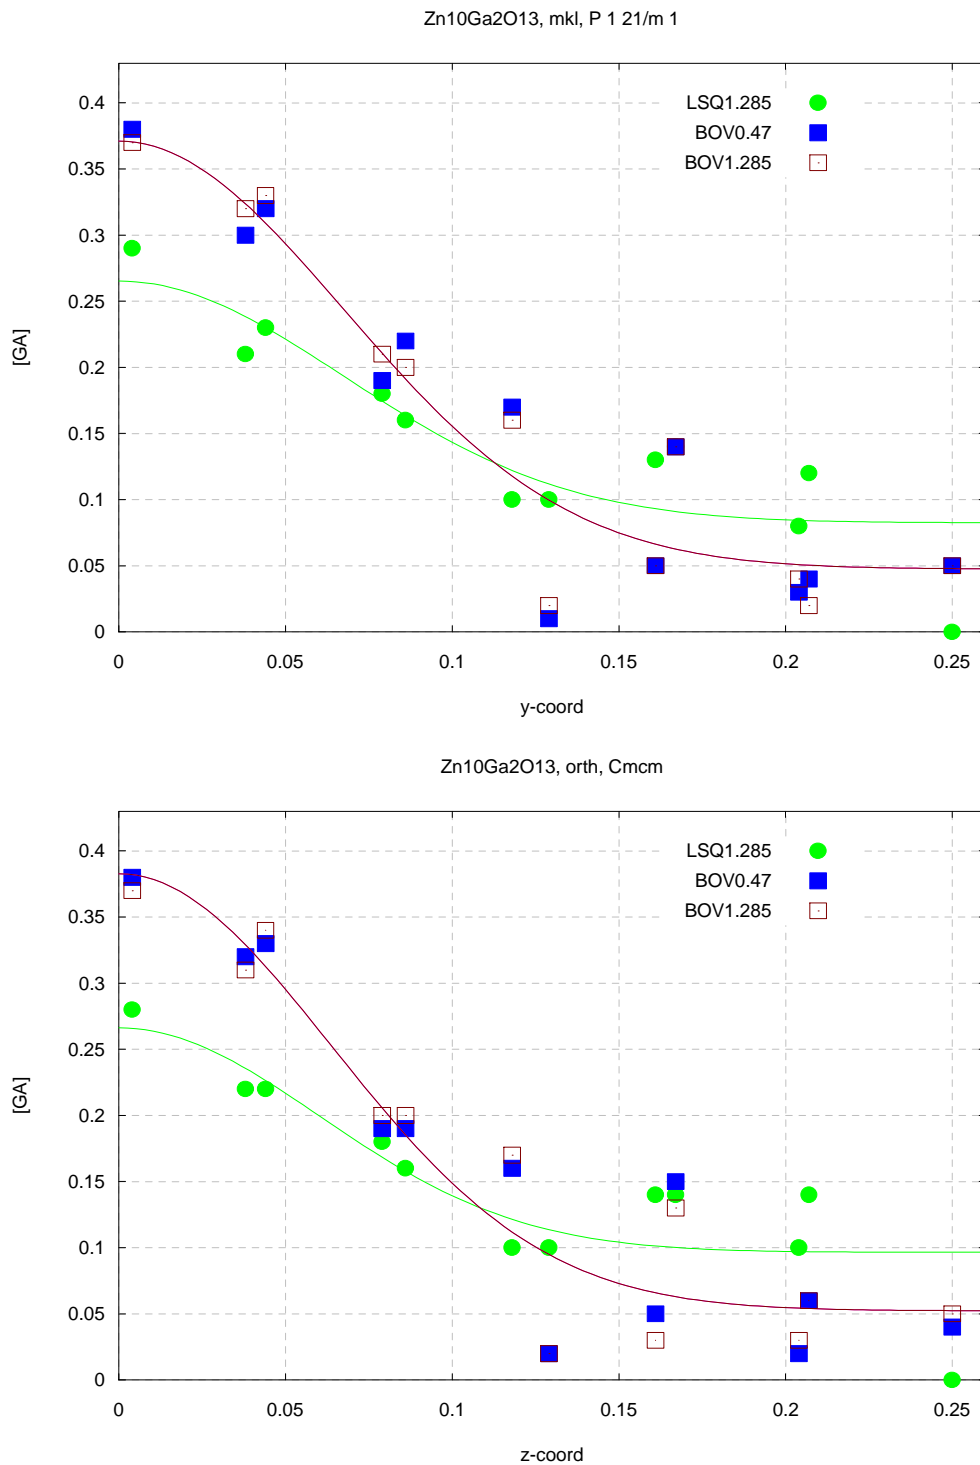 Zn10Ga2O13, mkl, P 1 21/m 1
[GA]
0.4
0.35
0.3
0.25
0.2
0.15
0.1
0.05
0
LSQ1.285
BOV0.47
BOV1.285
0 0.05 0.1 0.15 0.2 0.25
y-coord
Zn10Ga2O13, orth, Cmcm
[GA]
0.4
0.35
0.3
0.25
0.2
0.15
0.1
0.05
0
LSQ1.285
BOV0.47
BOV1.285
0 0.05 0.1 0.15 0.2 0.25
z-coord